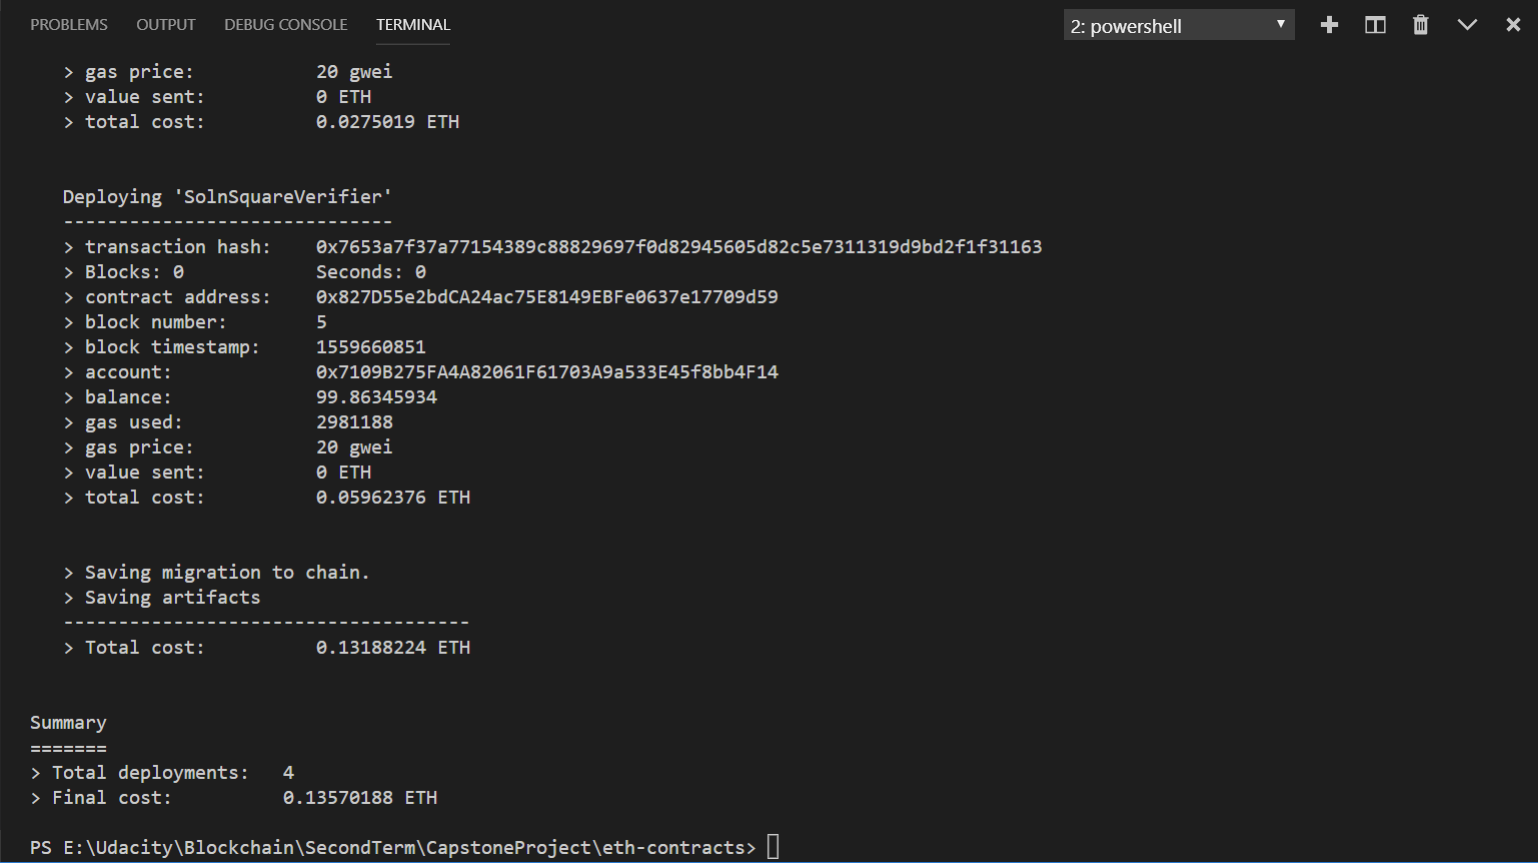 PROBLEMS OUTPUT DEBUG CONSOLE TERMINAL 2: powershell
> gas price: 20 gwei
> value sent: 0 ETH
> total cost: 0.0275019 ETH
Deploying 'SolnSquareVerifier'
------------------------------
> transaction hash: 0x7653a7f37a77154389c88829697f0d82945605d82c5e7311319d9bd2f1f31163
> Blocks: 0 Seconds: 0
> contract address: 0x827D55e2bdCA24ac75E8149EBFe0637e17709d59
> block number: 5
> block timestamp: 1559660851
> account: 0x7109B275FA4A82061F61703A9a533E45f8bb4F14
> balance: 99.86345934
> gas used: 2981188
> gas price: 20 gwei
> value sent: 0 ETH
> total cost: 0.05962376 ETH
> Saving migration to chain.
> Saving artifacts
-------------------------------------
> Total cost: 0.13188224 ETH
Summary
=======
> Total deployments: 4
> Final cost: 0.13570188 ETH
PS E:\Udacity\Blockchain\SecondTerm\CapstoneProject\eth-contracts>